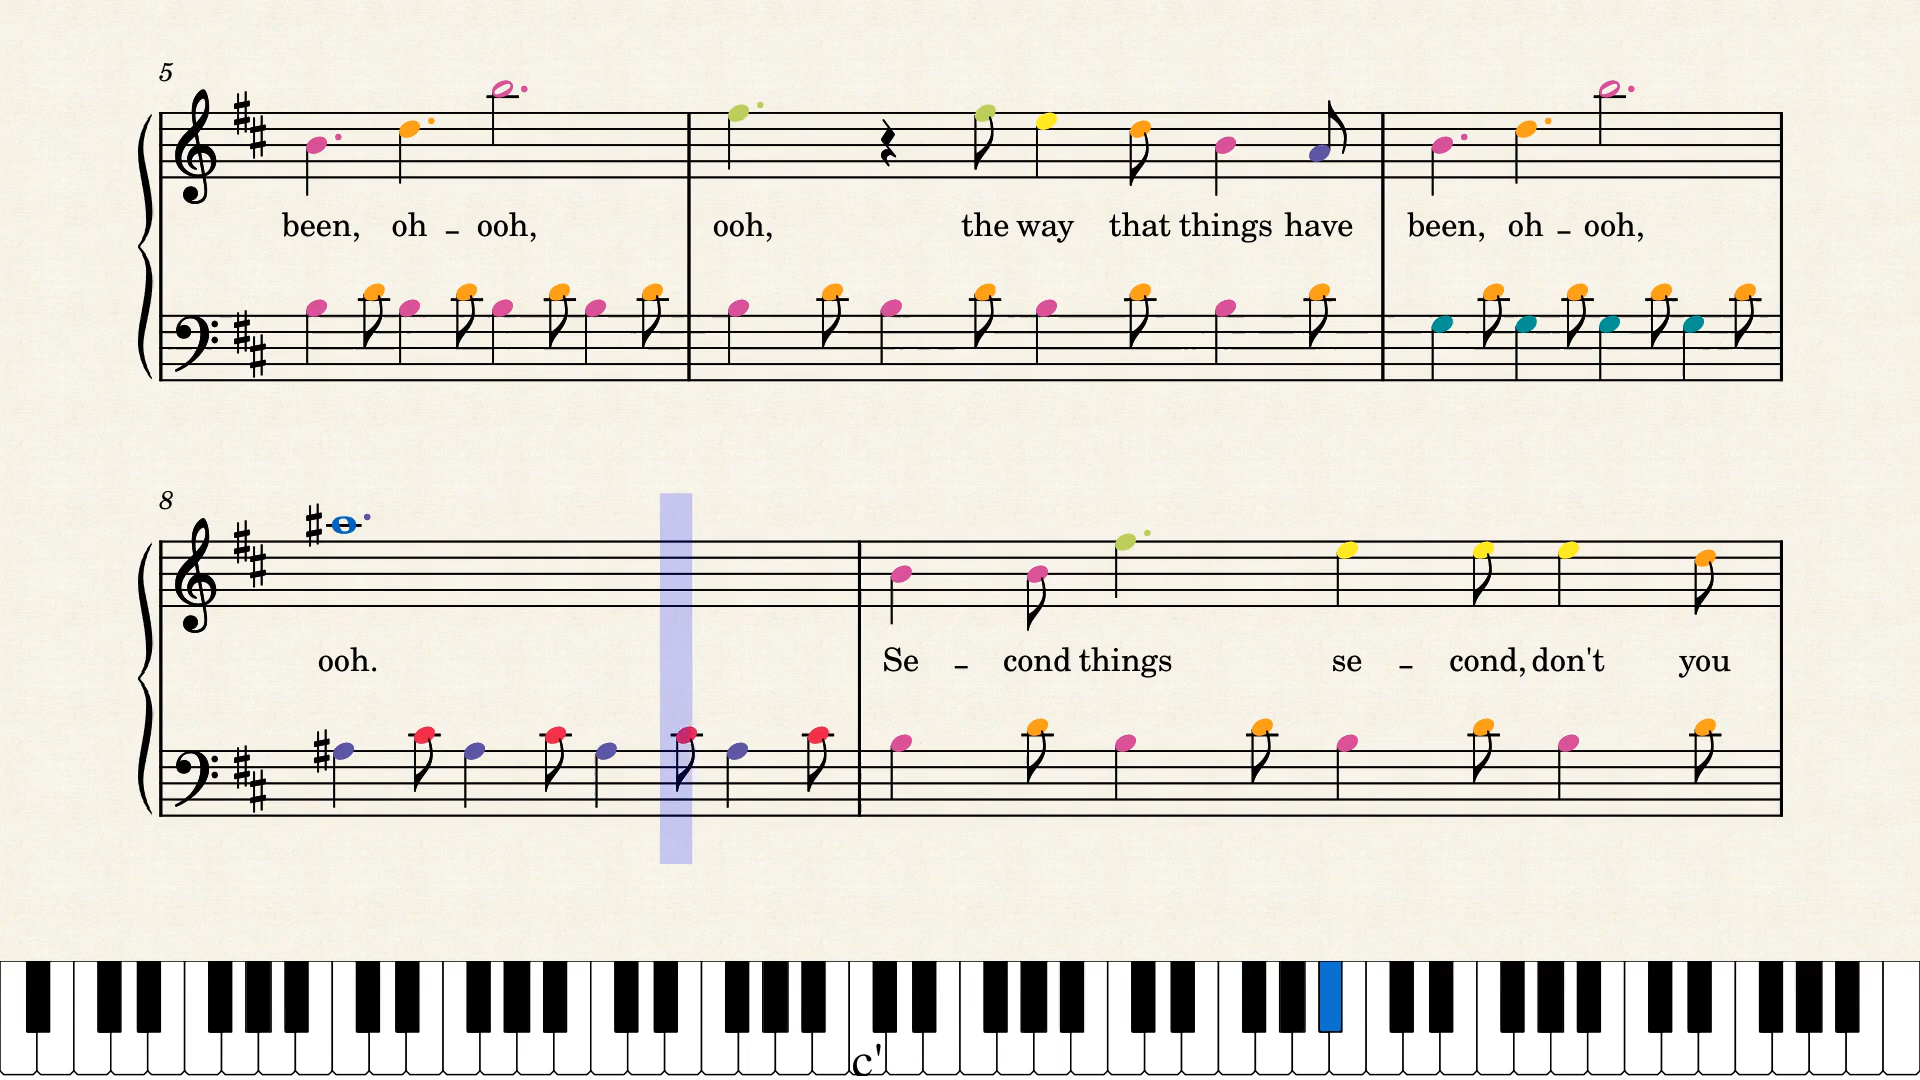 5
been, oh - ooh, ooh, the way that things have been, oh - ooh,
8
ooh. Se - cond things se - cond, don't you
c'